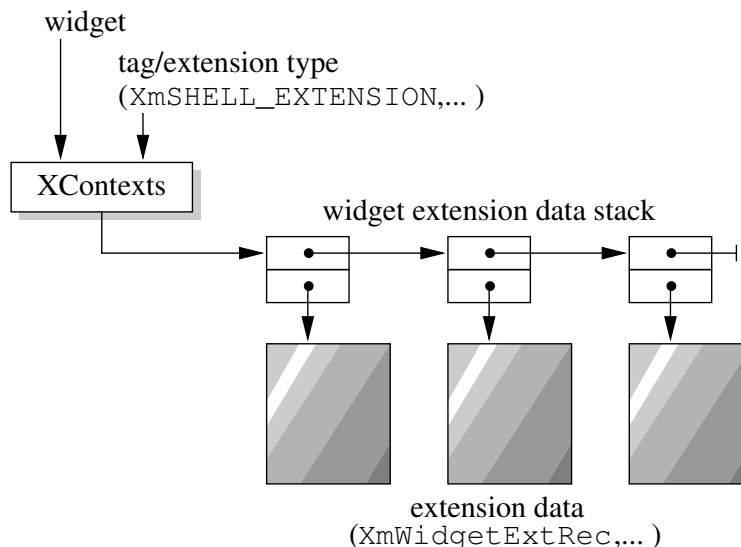 widget
tag/extension type
(XmSHELL_EXTENSION,... )
XContexts
widget extension data stack
extension data
(XmWidgetExtRec,... )